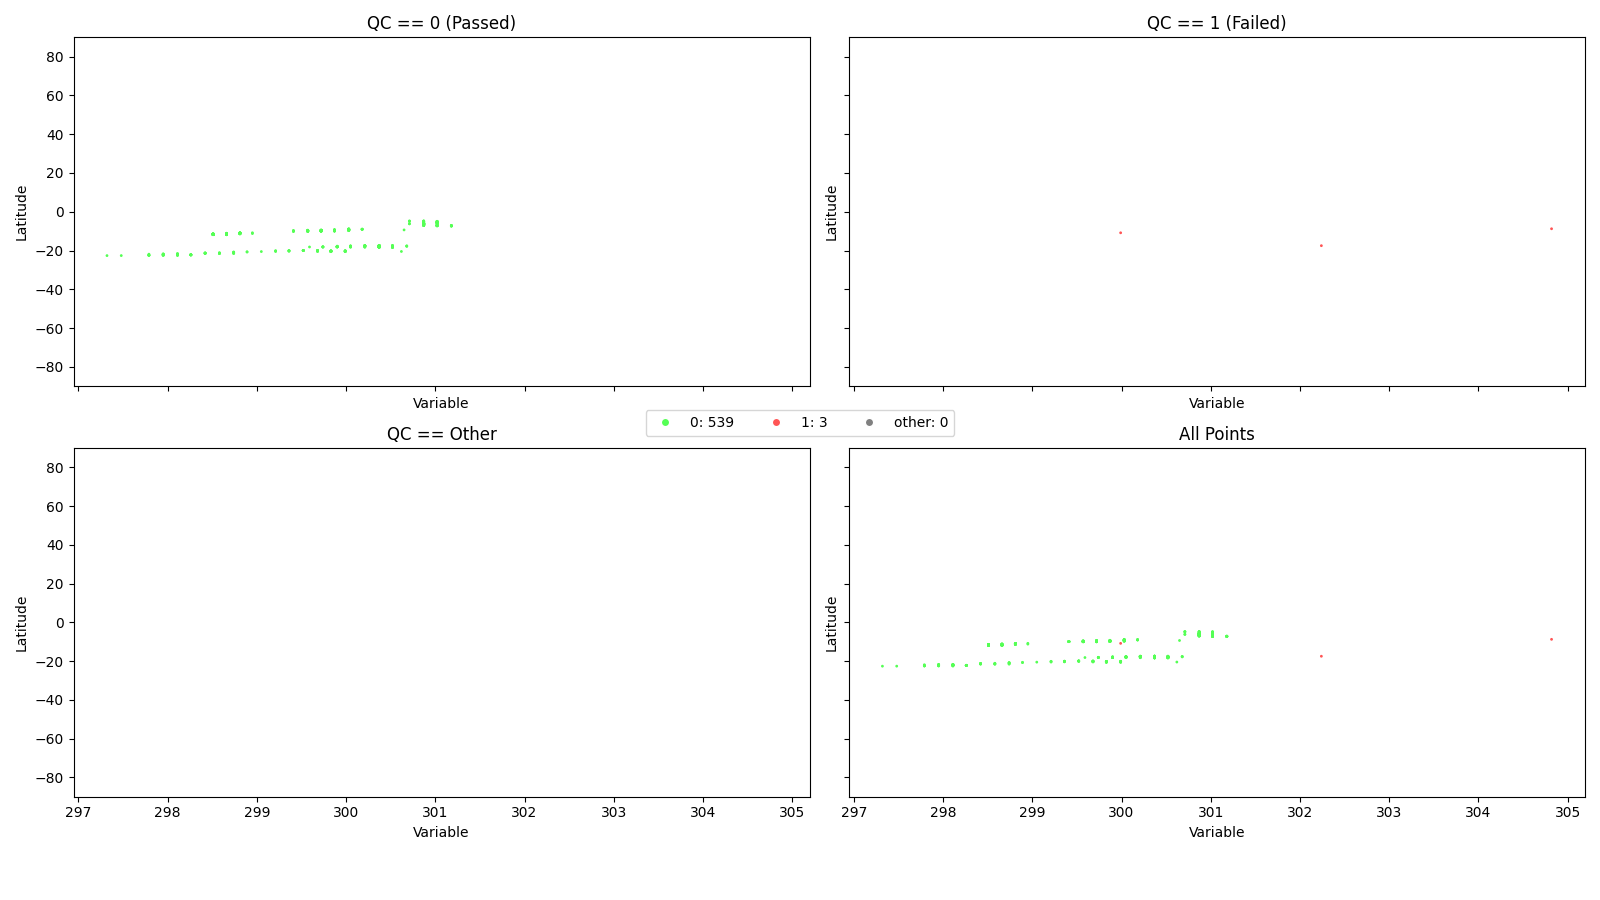 QC == 0 (Passed)
QC == 1 (Failed)
80
60
40
20
0
−20
−40
−60
−80
Latitude
Latitude
Variable
Variable
0: 539
1: 3
other: 0
QC == Other
All Points
80
60
40
20
0
−20
−40
−60
−80
Latitude
Latitude
297 298 299 300 301 302 303 304 305
297 298 299 300 301 302 303 304 305
Variable
Variable